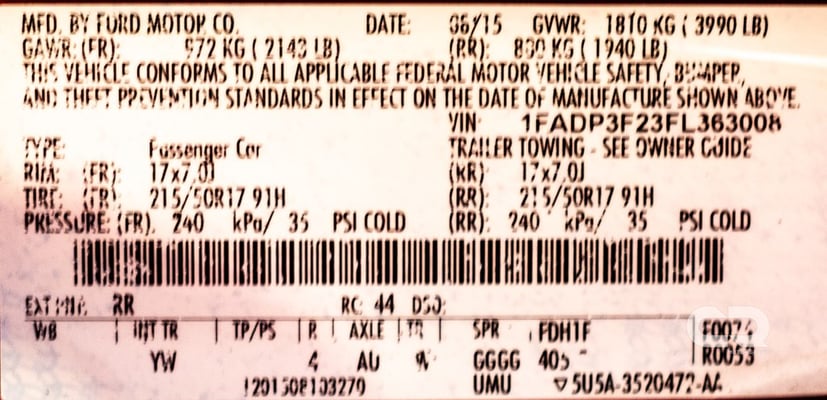 MFD. BY FORD MOTOR CO. DATE: 08/15 GVWR: 1810 KG ( 3990 LB)
GAWR: (FR): 972 KG ( 2143 LB) (RR): 880 KG ( 1940 LB)
THIS VEHICLE CONFORMS TO ALL APPLICABLE FEDERAL MOTOR VEHICLE SAFETY, BUMPER,
AND THEFT PREVENTION STANDARDS IN EFFECT ON THE DATE OF MANUFACTURE SHOWN ABOVE.
VIN: 1FADP3F23FL363008
TYPE: Passenger Car TRAILER TOWING - SEE OWNER GUIDE
RIM: (FR): 17x7.0J (RR): 17x7.0J
TIRE: (FR): 215/50R17 91H (RR): 215/50R17 91H
PRESSURE: (FR): 240 kPa/ 35 PSI COLD (RR): 240 kPa/ 35 PSI COLD
EXT PNT: RR RC: 44 DSO:
WB INT TR TP/PS R AXLE TR SPR FDH1F F0074
YW 4 AU GGGG 405 R0053
UMU ▽5U5A-3520472-AA